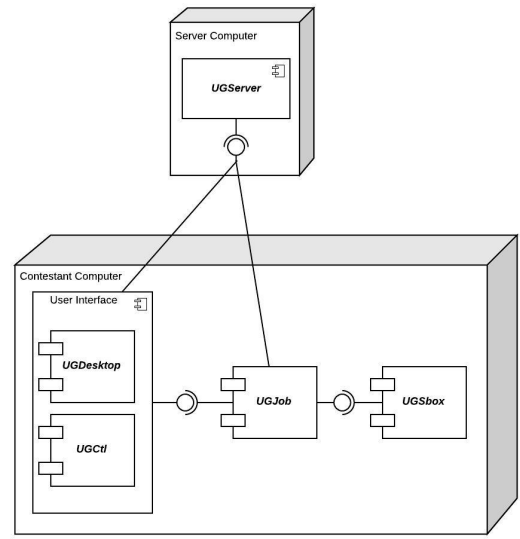 Server Computer
UGServer
Contestant Computer
User Interface
UGDesktop
UGCtl
UGJob
UGSbox